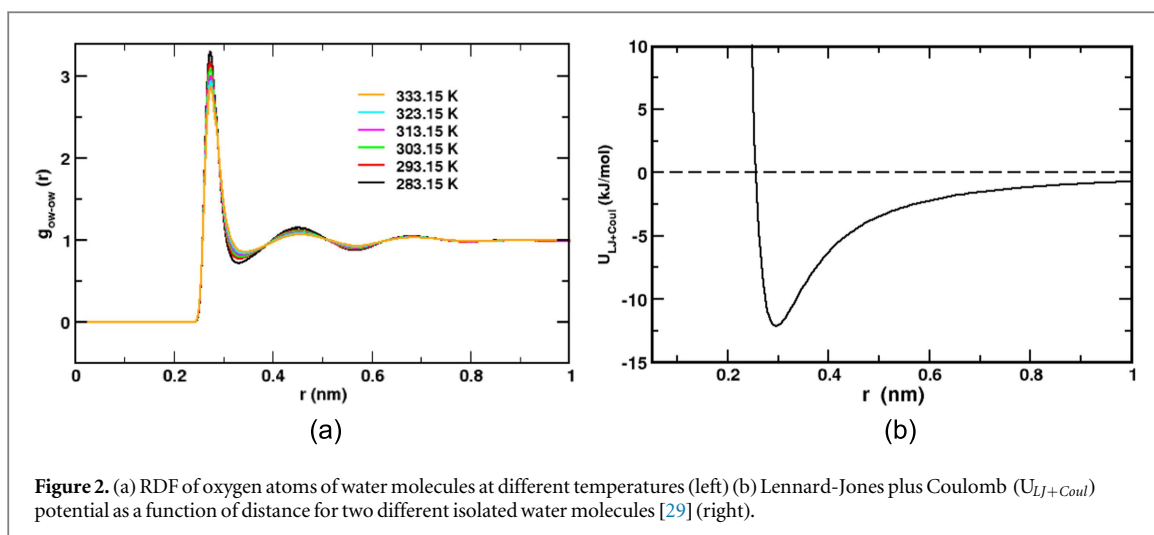 3
2
1
0
g_ow-ow (r)
333.15 K
323.15 K
313.15 K
303.15 K
293.15 K
283.15 K
0 0.2 0.4 0.6 0.8 1
r (nm)
(a)
10
5
0
-5
-10
-15
U_LJ+Coul (kJ/mol)
0.2 0.4 0.6 0.8 1
r (nm)
(b)
Figure 2. (a) RDF of oxygen atoms of water molecules at different temperatures (left) (b) Lennard-Jones plus Coulomb (U_LJ+Coul)
potential as a function of distance for two different isolated water molecules [29] (right).